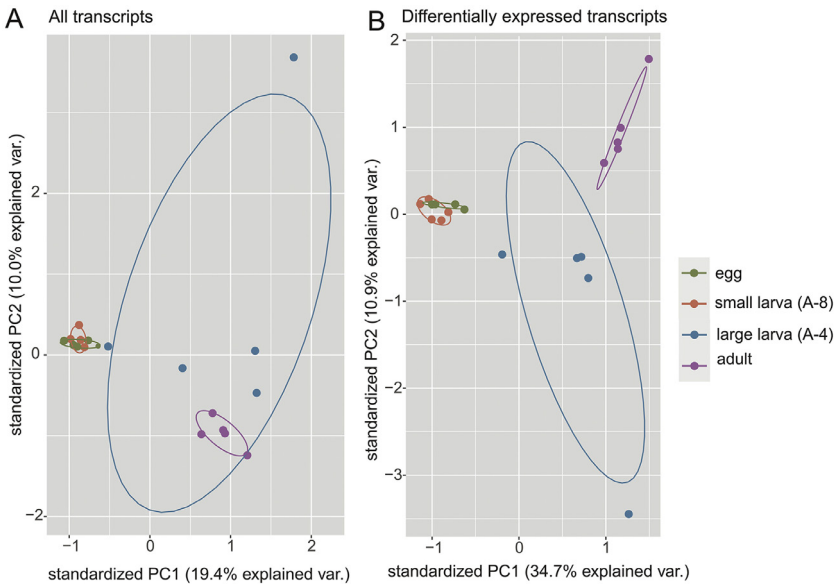 A All transcripts
standardized PC2 (10.0% explained var.)
2
0
−2
−1 0 1 2
standardized PC1 (19.4% explained var.)
B Differentially expressed transcripts
standardized PC2 (10.9% explained var.)
2
1
0
−1
−2
−3
−1 0 1
standardized PC1 (34.7% explained var.)
egg
small larva (A-8)
large larva (A-4)
adult